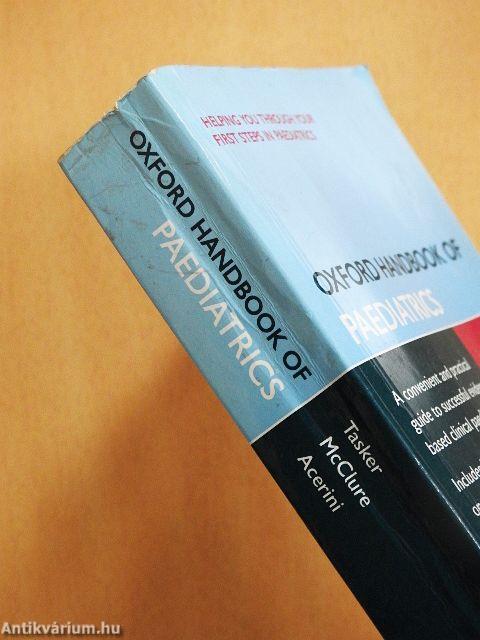 HELPING YOU THROUGH YOUR
FIRST STEPS IN PAEDIATRICS
OXFORD HANDBOOK OF
PAEDIATRICS
A convenient and practical
guide to successful
based clinical
OXFORD HANDBOOK OF
PAEDIATRICS
Tasker
McClure
Acerini
Antikvárium.hu